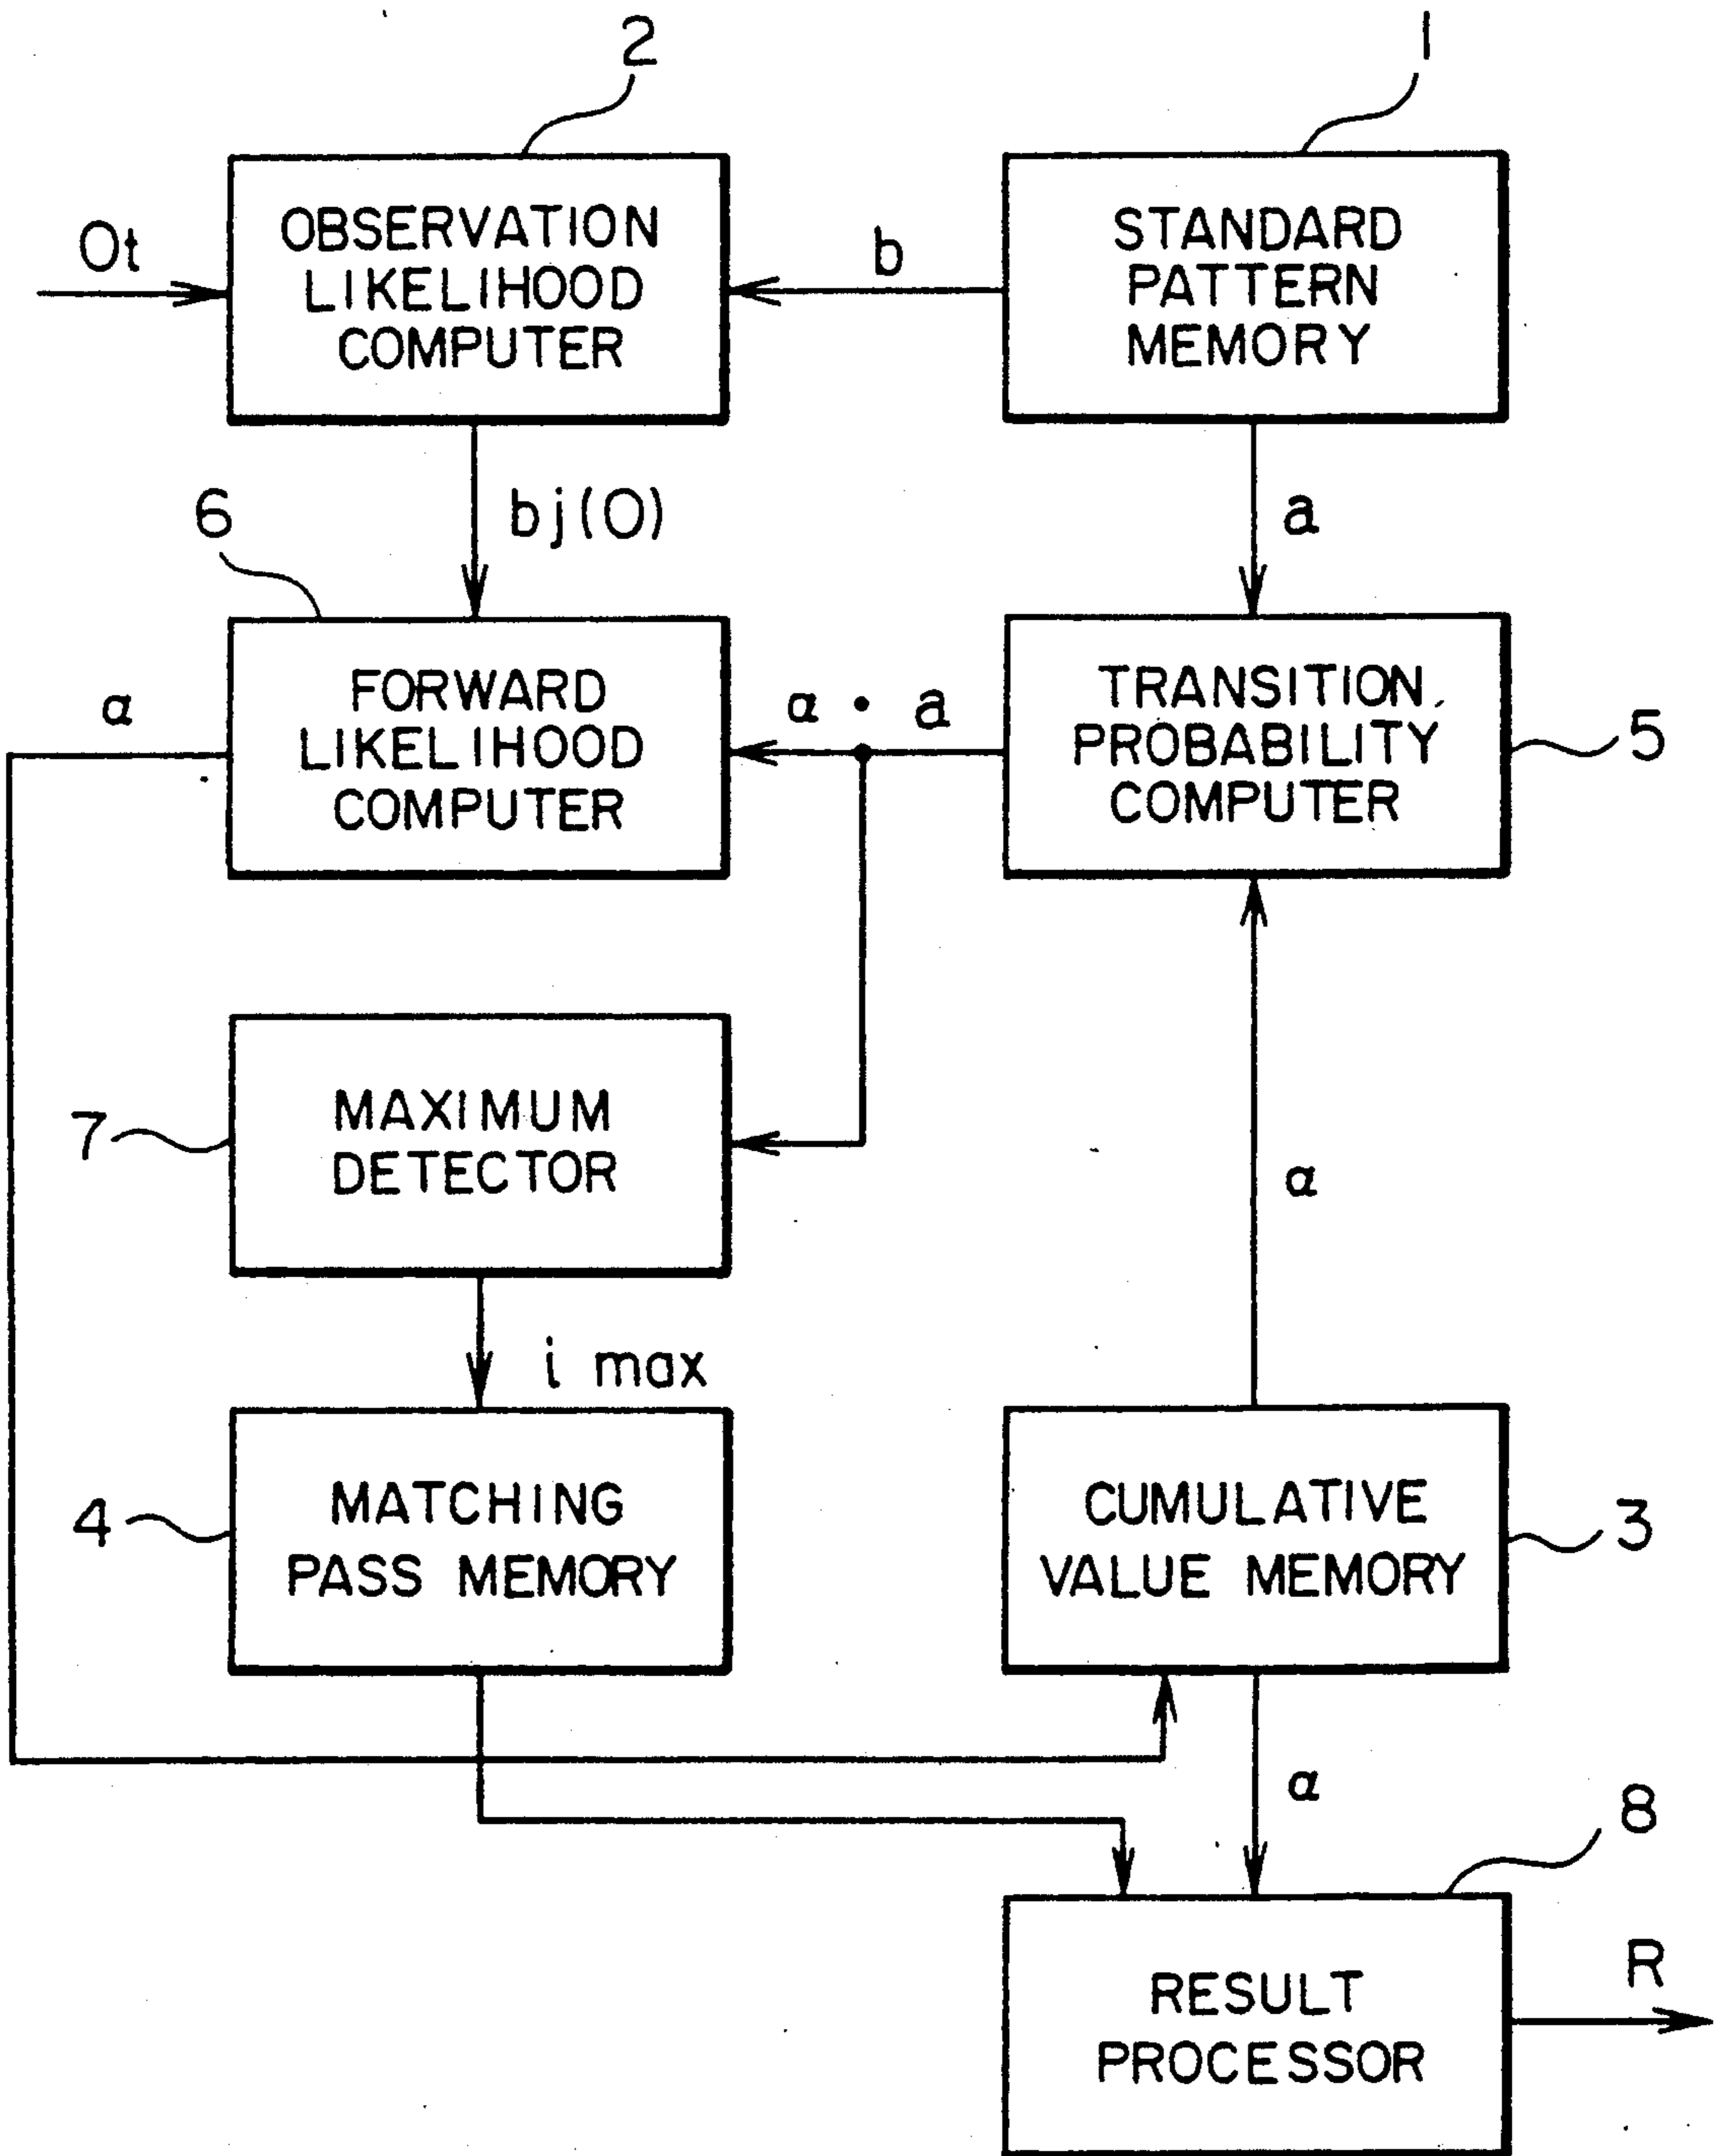 2
1
OBSERVATION
LIKELIHOOD
COMPUTER
STANDARD
PATTERN
MEMORY
Ot
b
6
bj(O)
a
FORWARD
LIKELIHOOD
COMPUTER
α
α · a
TRANSITION
PROBABILITY
COMPUTER
5
7
MAXIMUM
DETECTOR
α
i max
4
MATCHING
PASS MEMORY
CUMULATIVE
VALUE MEMORY
3
α
8
RESULT
PROCESSOR
R